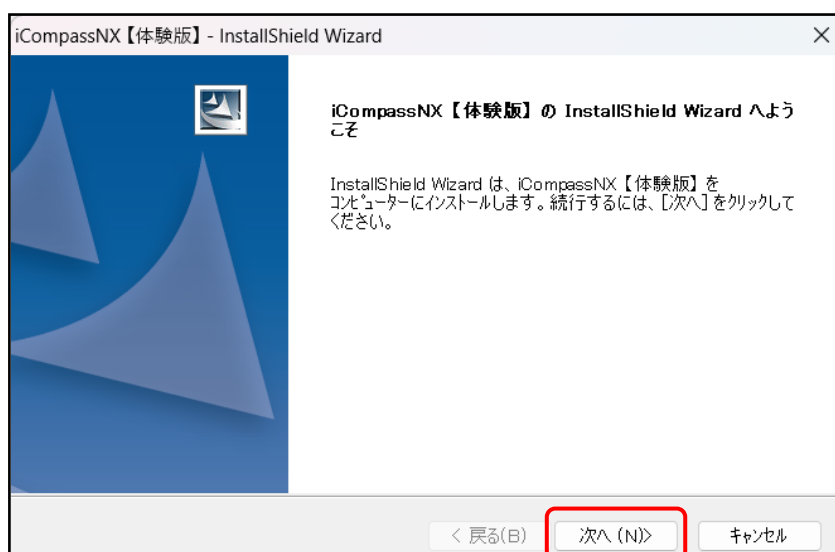 iCompassNX【体験版】 - InstallShield Wizard
iCompassNX【体験版】 の InstallShield Wizard へよう
こそ
InstallShield Wizard は、iCompassNX【体験版】 を
コンピューターにインストールします。続行するには、[次へ] をクリックして
ください。
< 戻る(B) 次へ (N)> キャンセル